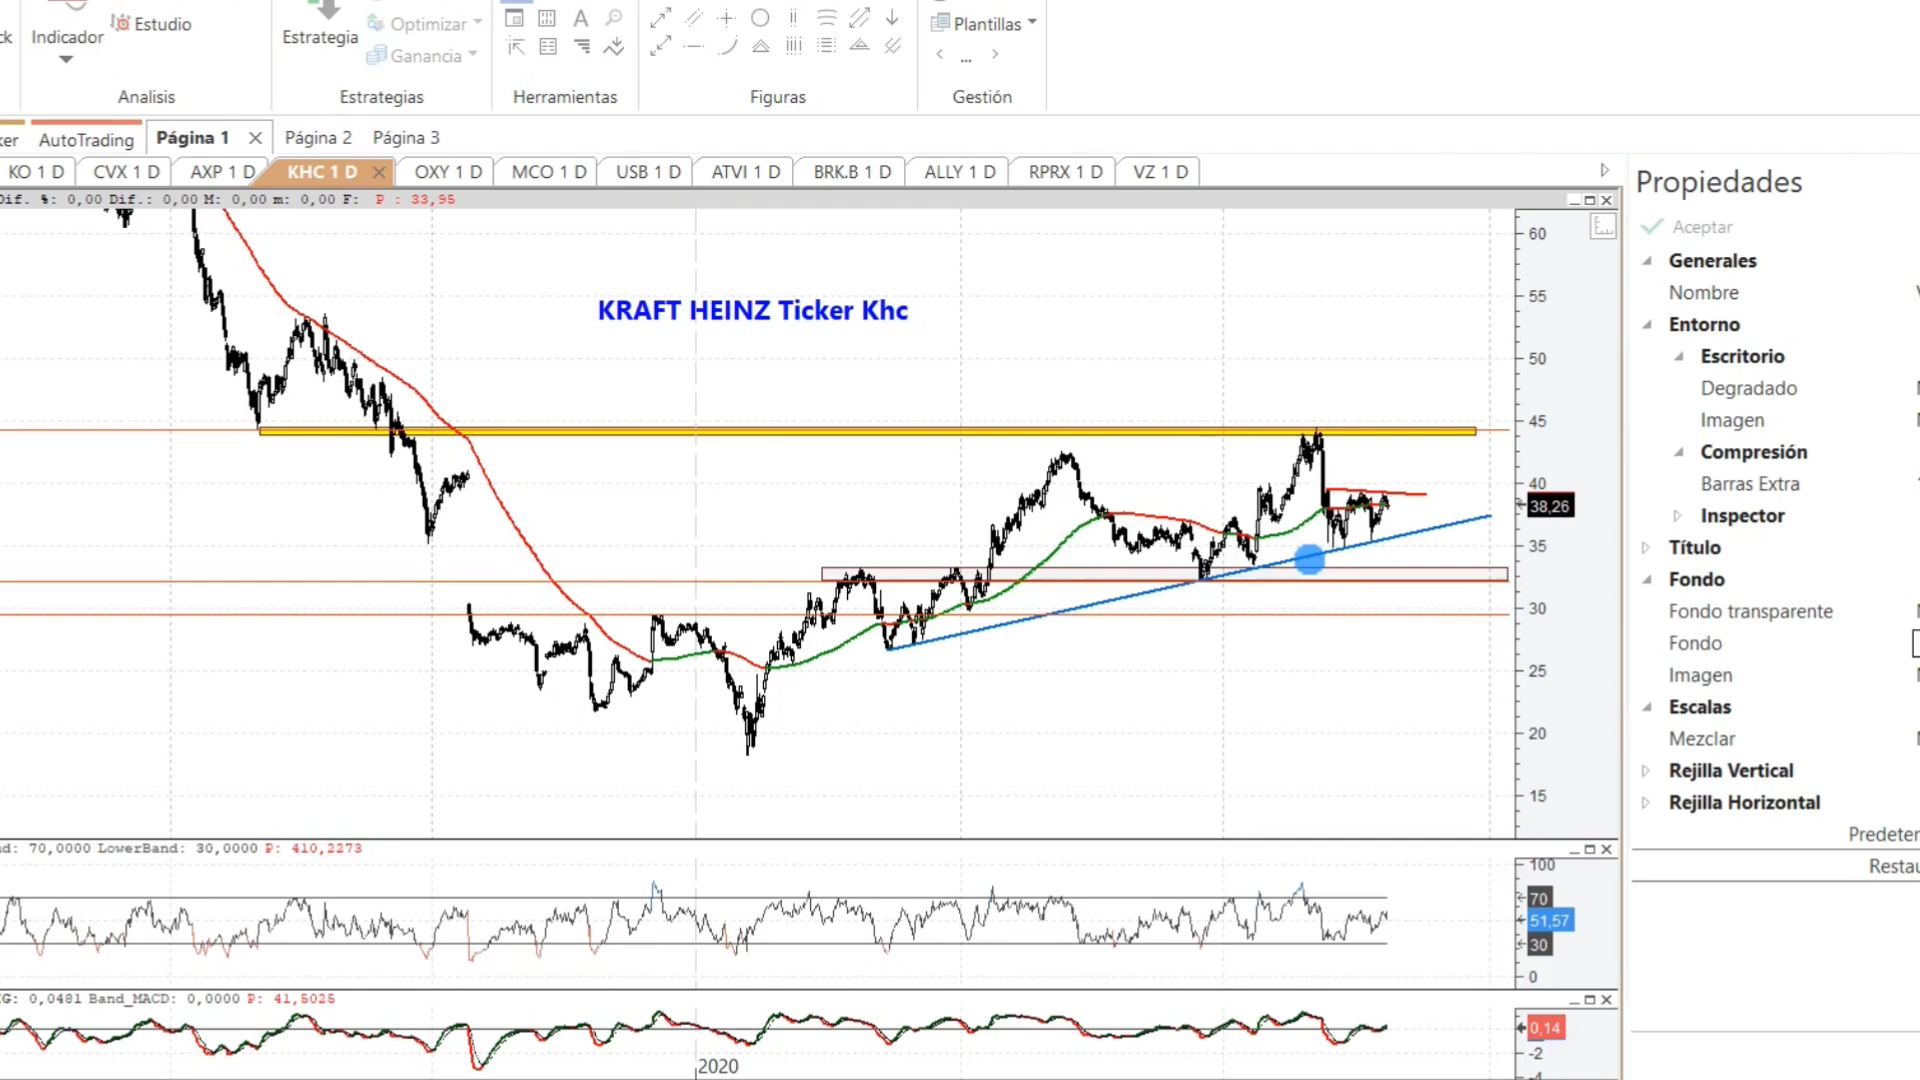 ck
Indicador
Estudio
Analisis
Estrategia
Optimizar
Ganancia
Estrategias
A
Herramientas
Figuras
Plantillas
...
Gestión
ker
AutoTrading
Página 1
Página 2
Página 3
KO 1 D
CVX 1 D
AXP 1 D
KHC 1 D
OXY 1 D
MCO 1 D
USB 1 D
ATVI 1 D
BRK.B 1 D
ALLY 1 D
RPRX 1 D
VZ 1 D
Dif. %: 0,00 Dif.: 0,00 M: 0,00 m: 0,00 F: P : 33,95
KRAFT HEINZ Ticker Khc
60
55
50
45
40
38,26
35
30
25
20
15
d: 70,0000 LowerBand: 30,0000 P: 410,2273
100
70
51,57
30
0
G: 0,0481 Band_MACD: 0,0000 P: 41,5025
0,14
-2
-4
2020
Propiedades
Aceptar
Generales
Nombre
Entorno
Escritorio
Degradado
Imagen
Compresión
Barras Extra
Inspector
Título
Fondo
Fondo transparente
Fondo
Imagen
Escalas
Mezclar
Rejilla Vertical
Rejilla Horizontal
Predeter
Restau